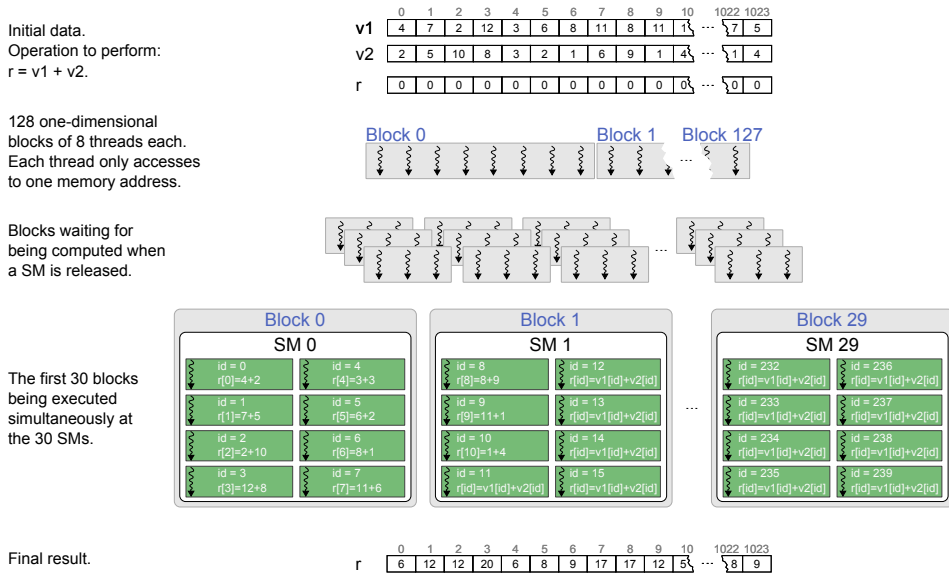 0 1 2 3 4 5 6 7 8 9 10 1022 1023
v1 4 7 2 12 3 6 8 11 8 11 1 ... 7 5
Initial data.
Operation to perform:
v2 2 5 10 8 3 2 1 6 9 1 4 ... 1 4
r = v1 + v2.
r 0 0 0 0 0 0 0 0 0 0 0 ... 0 0
128 one-dimensional
blocks of 8 threads each.
Each thread only accesses
to one memory address.
Block 0 Block 1 Block 127
...
Blocks waiting for
being computed when
a SM is released.
...
The first 30 blocks
being executed
simultaneously at
the 30 SMs.
Block 0
SM 0
id = 0
r[0]=4+2
id = 4
r[4]=3+3
id = 1
r[1]=7+5
id = 5
r[5]=6+2
id = 2
r[2]=2+10
id = 6
r[6]=8+1
id = 3
r[3]=12+8
id = 7
r[7]=11+6
Block 1
SM 1
id = 8
r[8]=8+9
id = 12
r[id]=v1[id]+v2[id]
id = 9
r[9]=11+1
id = 13
r[id]=v1[id]+v2[id]
id = 10
r[10]=1+4
id = 14
r[id]=v1[id]+v2[id]
id = 11
r[id]=v1[id]+v2[id]
id = 15
r[id]=v1[id]+v2[id]
...
Block 29
SM 29
id = 232
r[id]=v1[id]+v2[id]
id = 236
r[id]=v1[id]+v2[id]
id = 233
r[id]=v1[id]+v2[id]
id = 237
r[id]=v1[id]+v2[id]
id = 234
r[id]=v1[id]+v2[id]
id = 238
r[id]=v1[id]+v2[id]
id = 235
r[id]=v1[id]+v2[id]
id = 239
r[id]=v1[id]+v2[id]
0 1 2 3 4 5 6 7 8 9 10 1022 1023
Final result.
r 6 12 12 20 6 8 9 17 17 12 5 ... 8 9